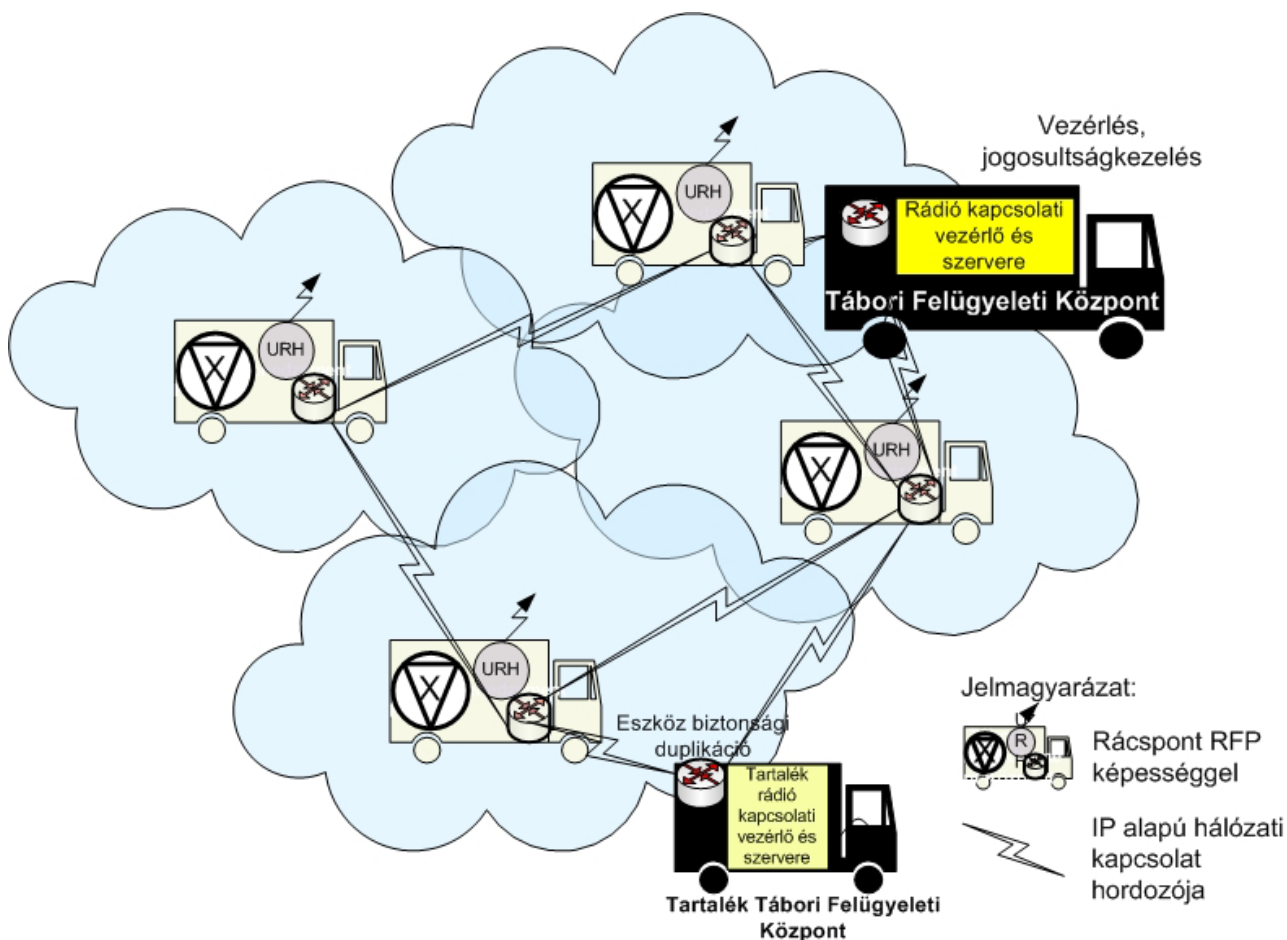 Vezérlés,
jogosultságkezelés
X
URH
Rádió kapcsolati
vezérlő és
szervere
Tábori Felügyeleti Központ
X
URH
X
URH
X
URH
Eszköz biztonsági
duplikáció
Tartalék
rádió
kapcsolati
vezérlő és
szervere
Tartalék Tábori Felügyeleti
Központ
Jelmagyarázat:
R
Rácspont RFP
képességgel
IP alapú hálózati
kapcsolat
hordozója